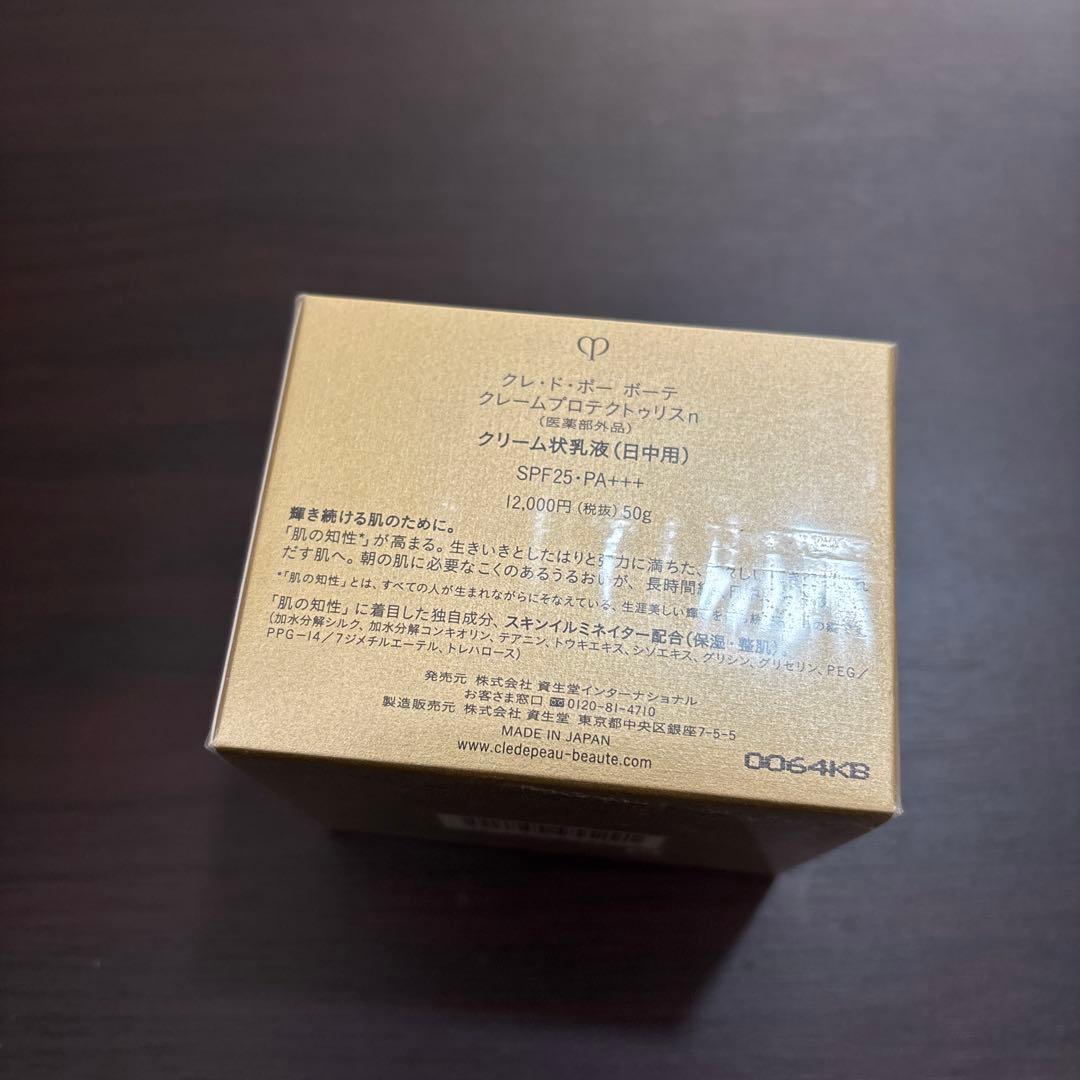 クレ・ド・ポー ボーテ
クレームプロテクトゥリスn
（医薬部外品）
クリーム状乳液（日中用）
SPF25・PA+++
12,000円（税抜）50g
輝き続ける肌のために。
「肌の知性*」が高まる。生きいきとしたはりと弾力に満ちた、
だす肌へ。朝の肌に必要なこくのあるうるおいが、長時間
*「肌の知性」とは、すべての人が生まれながらにそなえている、生涯美しい輝
「肌の知性」に着目した独自成分、スキンイルミネイター配合（保湿・整肌）。
（加水分解シルク、加水分解コンキオリン、テアニン、トウキエキス、シソエキス、グリシン、グリセリン、PEG／
PPG-14／7ジメチルエーテル、トレハロース）
発売元 株式会社 資生堂インターナショナル
お客さま窓口 0120-81-4710
製造販売元 株式会社 資生堂 東京都中央区銀座7-5-5
MADE IN JAPAN
www.cledepeau-beaute.com
0064KB